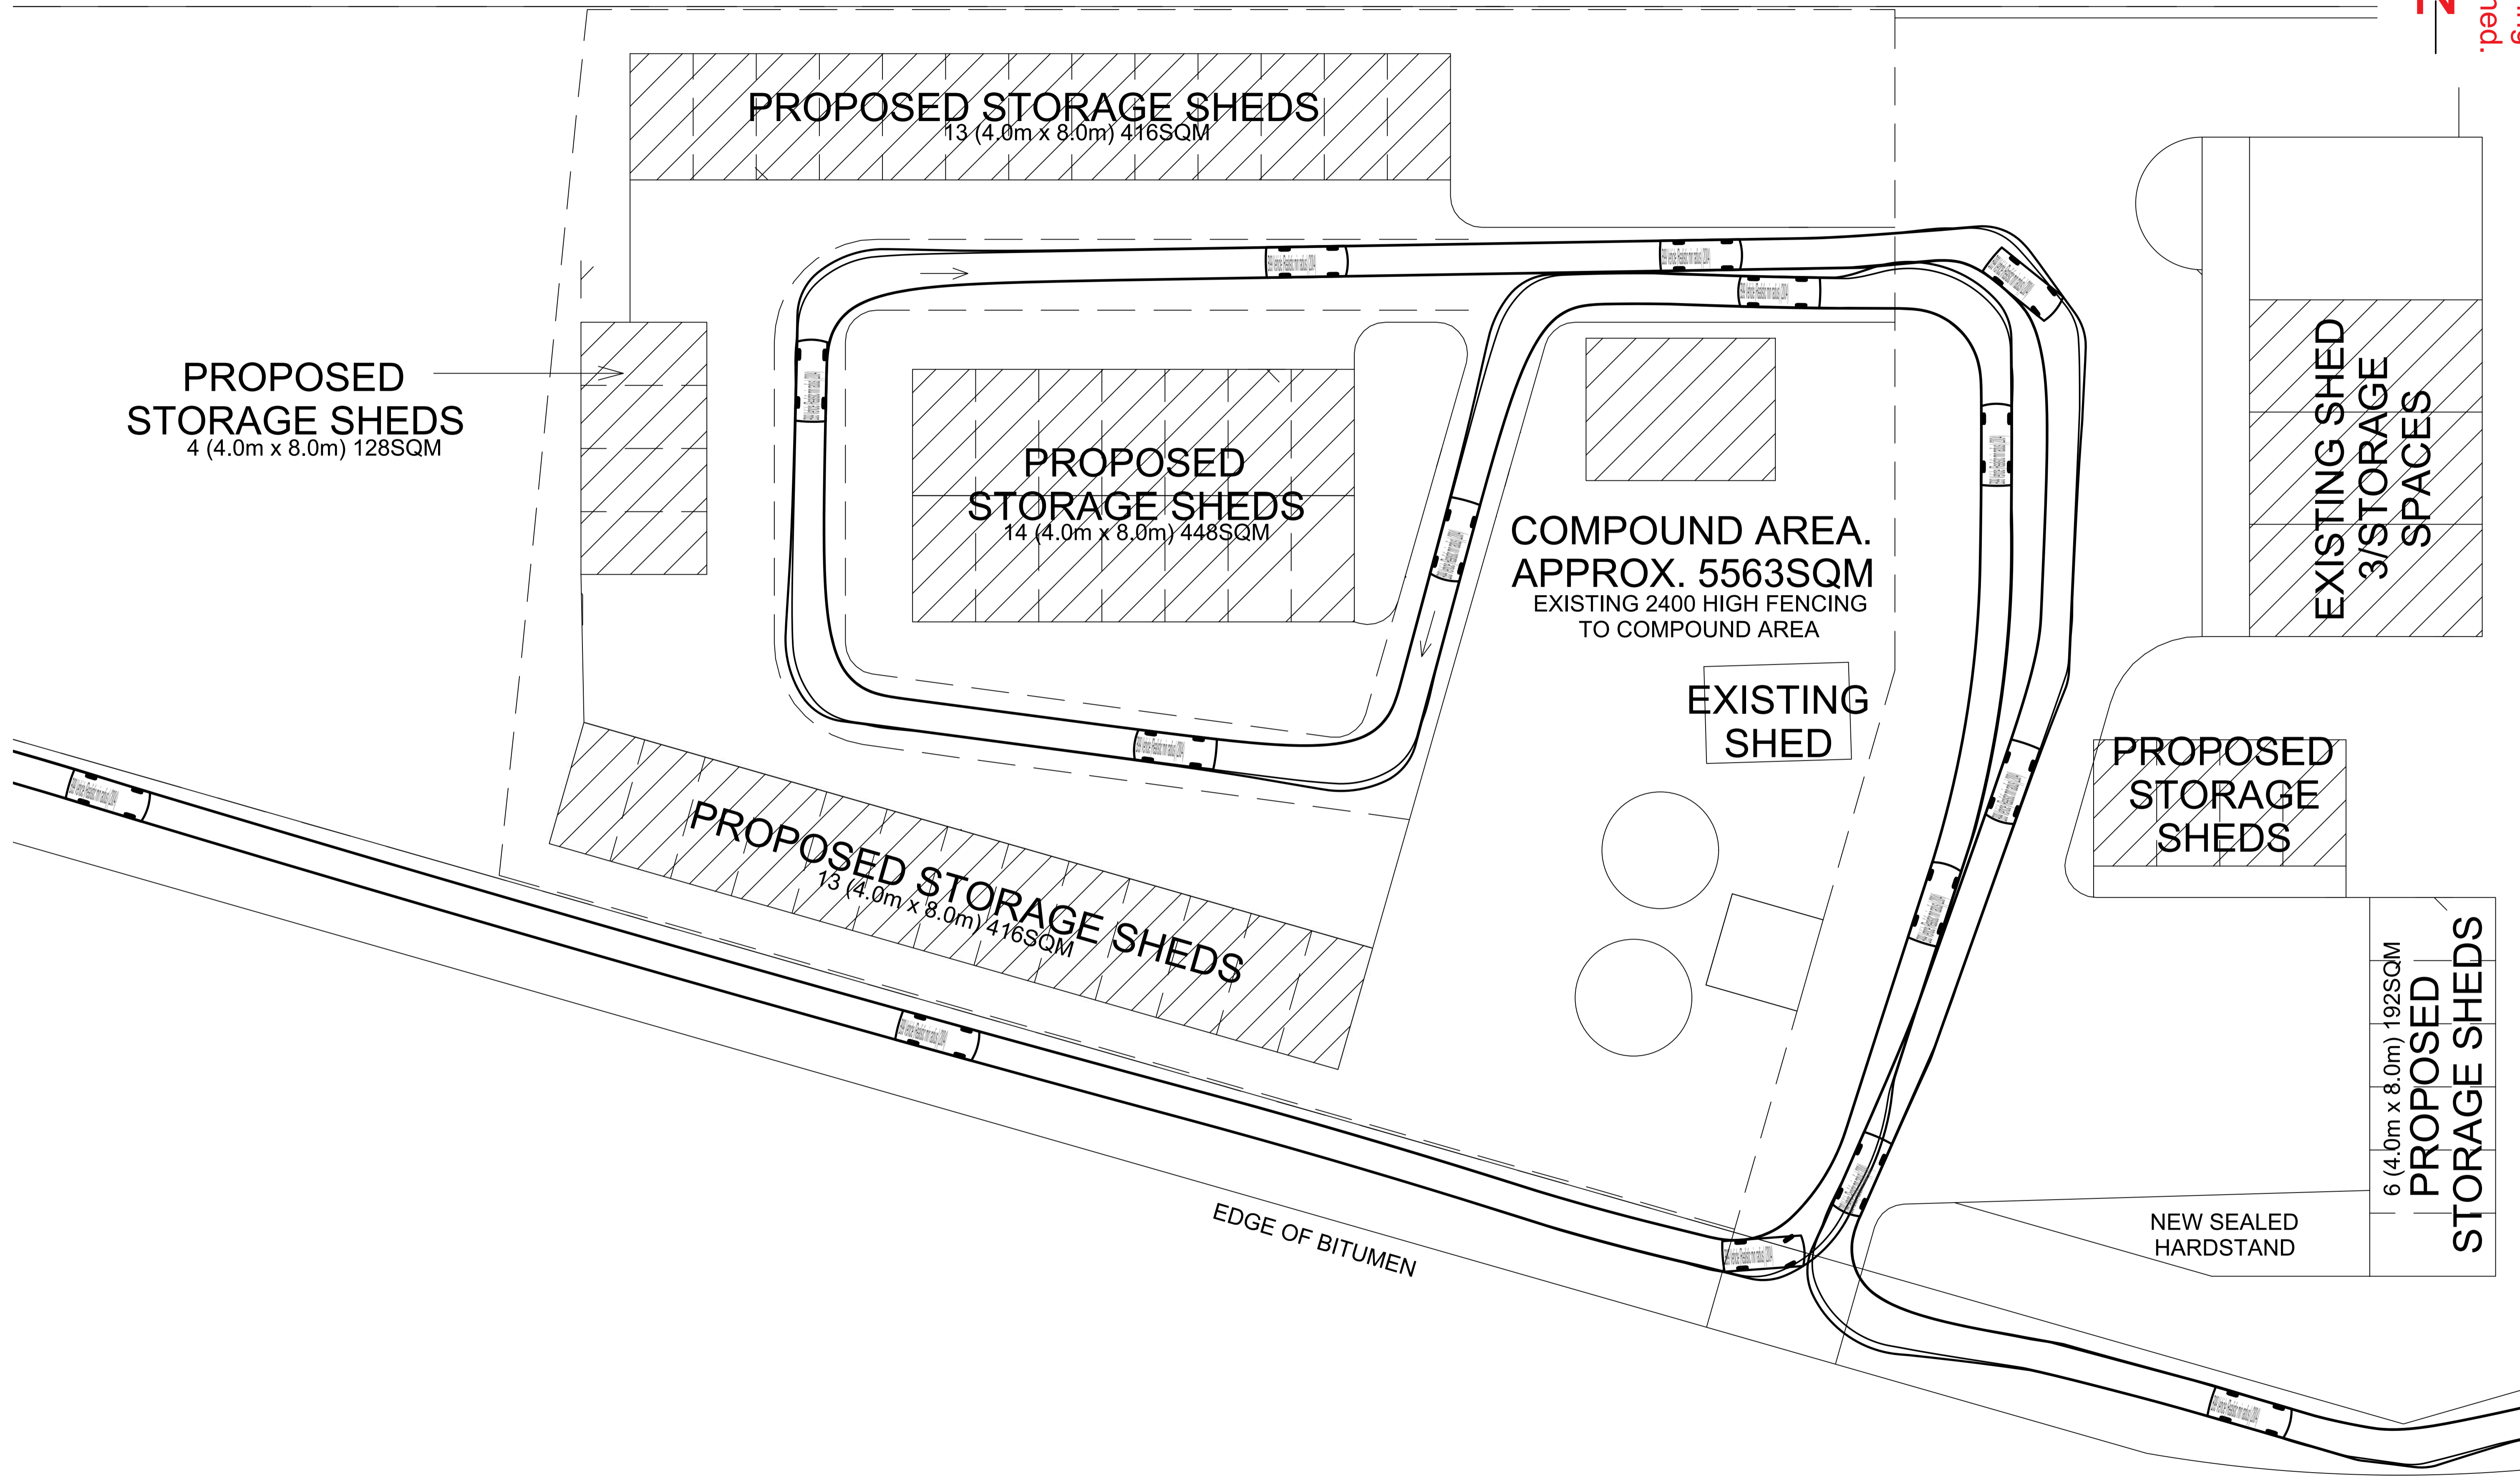 N
ned.
PROPOSED STORAGE SHEDS
13 (4.0m x 8.0m) 416SQM
PROPOSED
STORAGE SHEDS
4 (4.0m x 8.0m) 128SQM
PROPOSED
STORAGE SHEDS
14 (4.0m x 8.0m) 448SQM
COMPOUND AREA.
APPROX. 5563SQM
EXISTING 2400 HIGH FENCING
TO COMPOUND AREA
EXISTING SHED
3/STORAGE
SPACES
EXISTING
SHED
PROPOSED
STORAGE
SHEDS
PROPOSED STORAGE SHEDS
13 (4.0m x 8.0m) 416SQM
6 (4.0m x 8.0m) 192SQM
PROPOSED
STORAGE SHEDS
NEW SEALED
HARDSTAND
EDGE OF BITUMEN